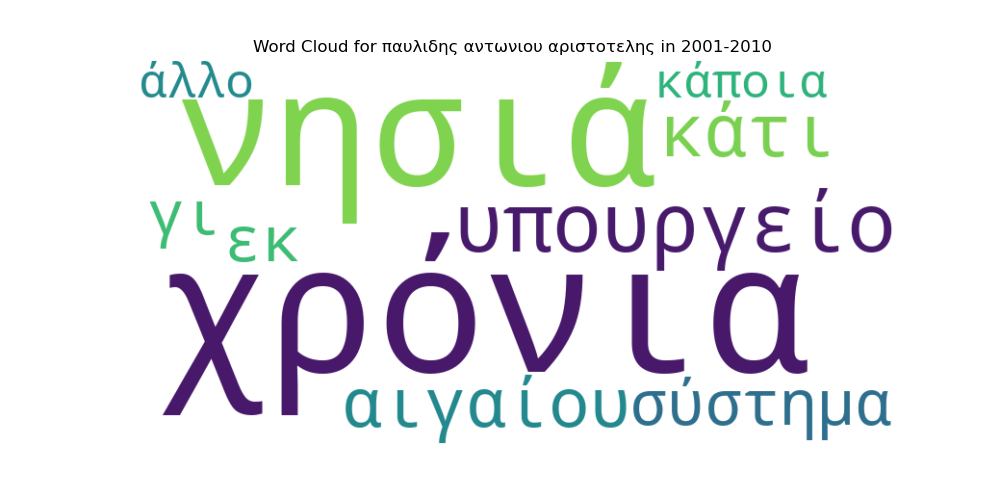 Word Cloud for παυλιδης αντωνιου αριστοτελης in 2001-2010
άλλο
νησιά
κάποια
κάτι
γι
εκ
υπουργείο
χρόνια
αιγαίου
σύστημα